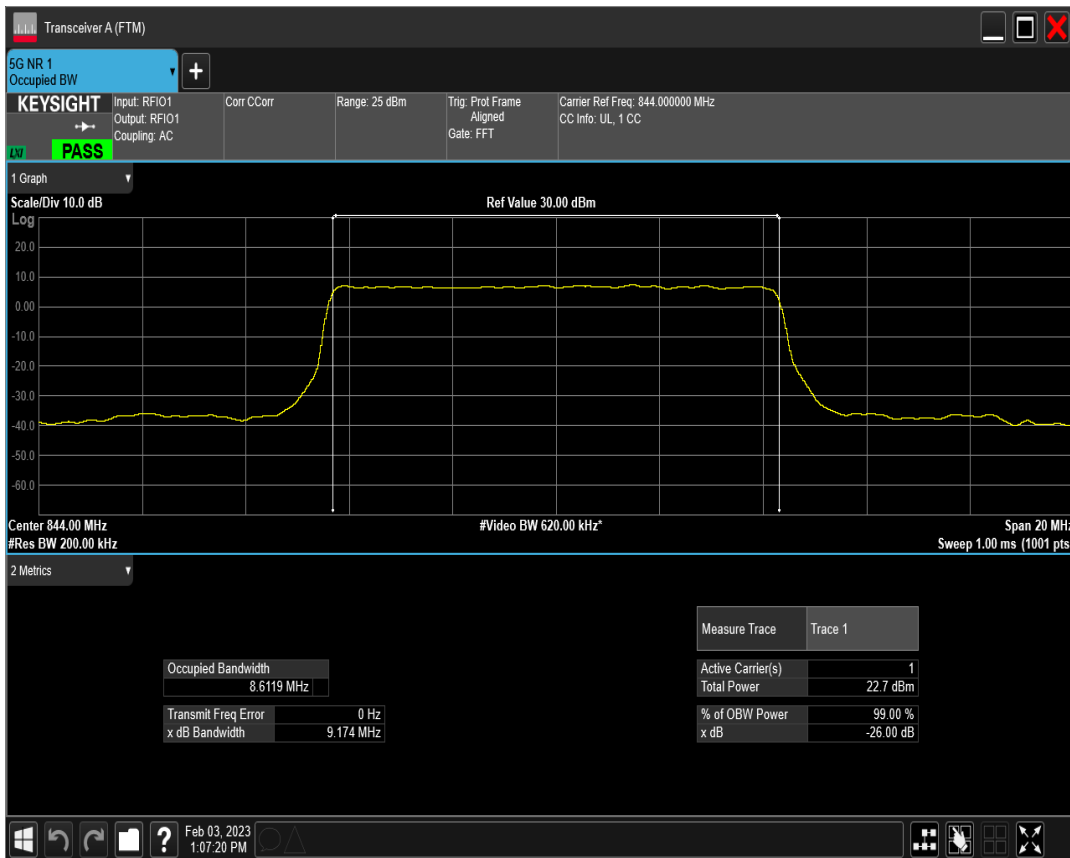 Transceiver A (FTM)
5G NR 1
Occupied BW
+
KEYSIGHT
LXI
PASS
Input: RFIO1
Output: RFIO1
Coupling: AC
Corr CCorr
Range: 25 dBm
Trig: Prot Frame
Aligned
Gate: FFT
Carrier Ref Freq: 844.000000 MHz
CC Info: UL, 1 CC
1 Graph
Scale/Div 10.0 dB
Ref Value 30.00 dBm
Log
20.0
10.0
0.00
-10.0
-20.0
-30.0
-40.0
-50.0
-60.0
Center 844.00 MHz
#Video BW 620.00 kHz*
Span 20 MHz
#Res BW 200.00 kHz
Sweep 1.00 ms (1001 pts
2 Metrics
Measure Trace Trace 1
Occupied Bandwidth
8.6119 MHz
Active Carrier(s) 1
Total Power 22.7 dBm
Transmit Freq Error 0 Hz
x dB Bandwidth 9.174 MHz
% of OBW Power 99.00 %
x dB -26.00 dB
?
Feb 03, 2023
1:07:20 PM